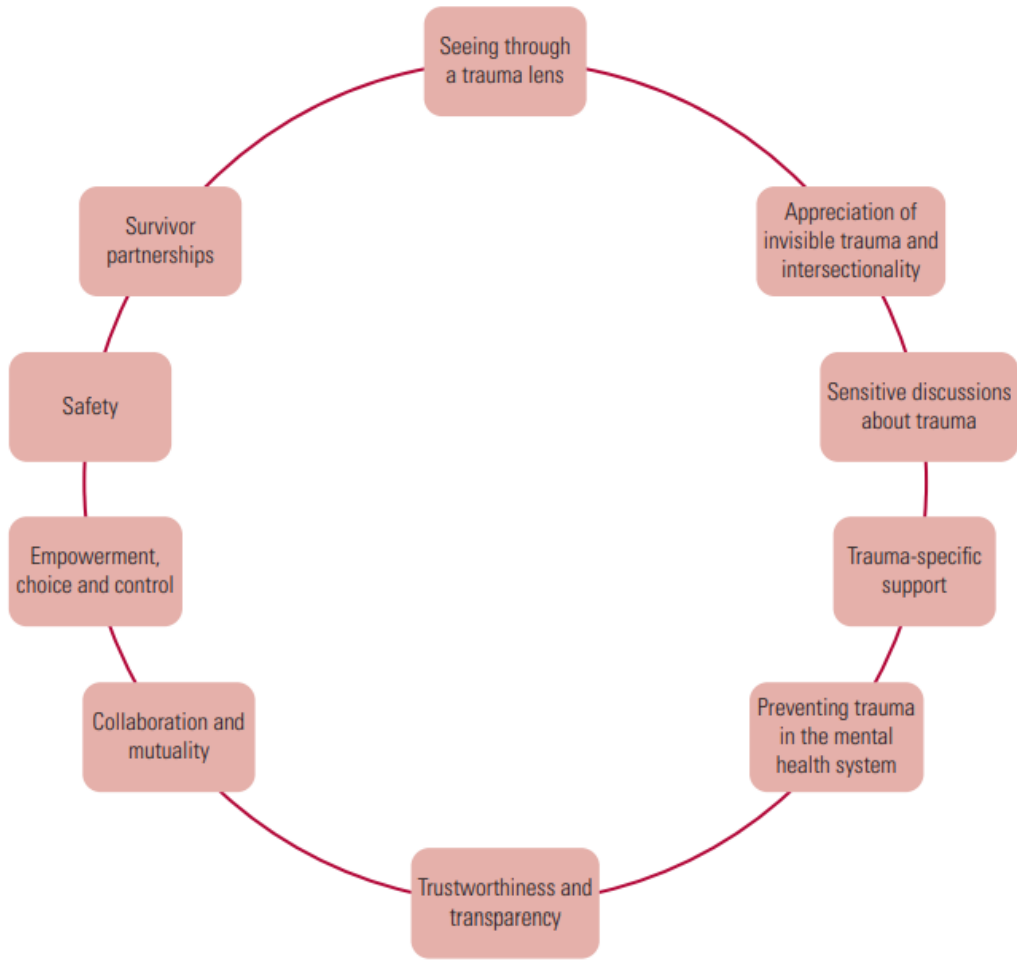 Seeing through
a trauma lens
Appreciation of
invisible trauma and
intersectionality
Sensitive discussions
about trauma
Trauma-specific
support
Preventing trauma
in the mental
health system
Trustworthiness and
transparency
Collaboration and
mutuality
Empowerment,
choice and control
Safety
Survivor
partnerships